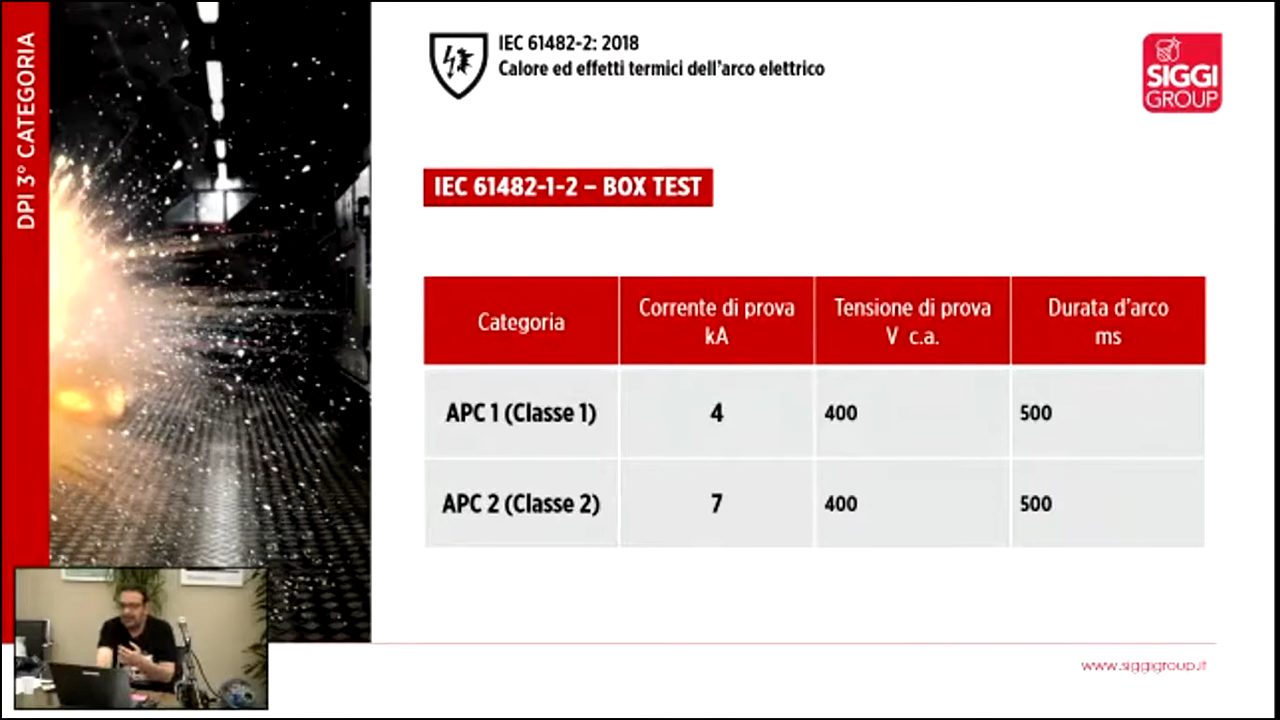 DPI 3° CATEGORIA
IEC 61482-2: 2018
Calore ed effetti termici dell'arco elettrico
SIGGI
GROUP
IEC 61482-1-2 – BOX TEST
Categoria
Corrente di prova
kA
Tensione di prova
V c.a.
Durata d'arco
ms
APC 1 (Classe 1)
4
400
500
APC 2 (Classe 2)
7
400
500
www.siggigroup.it